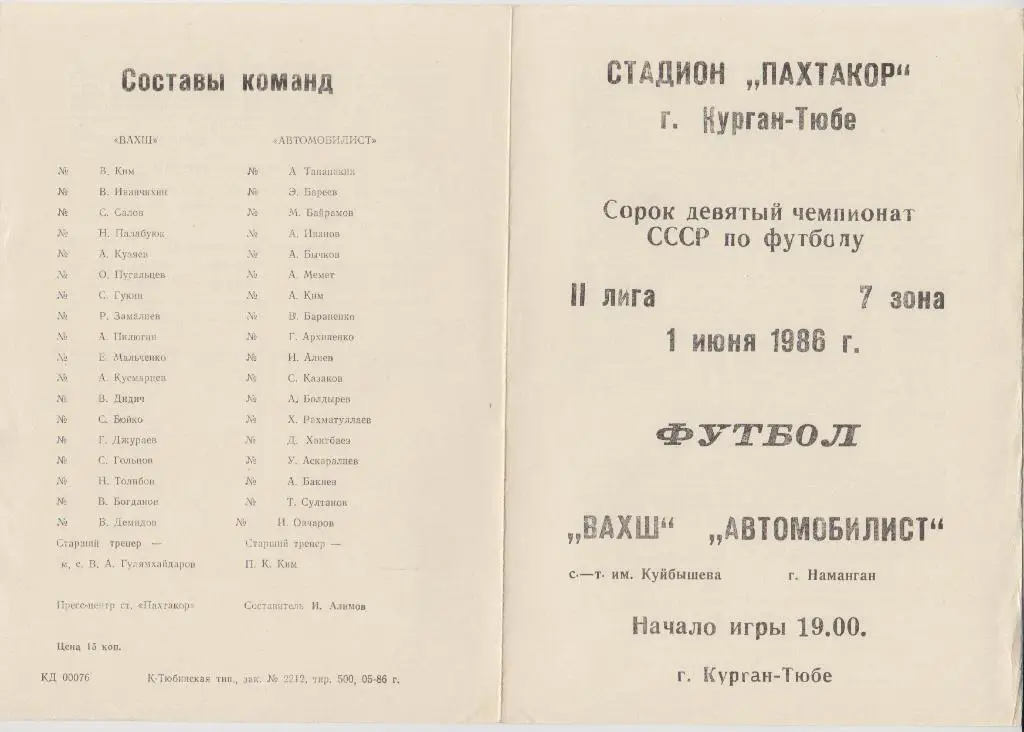 Составы команд
«ВАХШ» «АВТОМОБИЛИСТ»
№ В. Ким № А. Танапакиа
№ В. Иванчихин № Э. Бареев
№ С. Салов № М. Байрамов
№ Н. Палабуюк № А. Иванов
№ А. Куляев № А. Бычков
№ О. Пугальцев № А. Мемет
№ С. Гукин № А. Ким
№ Р. Замалиев № В. Бараненко
№ А. Пилюгин № Г. Архипенко
№ Е. Мальченко № И. Алиев
№ А. Кусмарцев № С. Казаков
№ В. Дидич № А. Болдырев
№ С. Бойко № Х. Рахматуллаев
№ Г. Джураев № Д. Хаитбаев
№ С. Гольцов № У. Аскаралиев
№ Н. Толибов № А. Бакиев
№ В. Богданов № Т. Султанов
№ В. Демидов № И. Овчаров
Старший тренер — Старший тренер —
м. с. В. А. Гулямхайдаров П. К. Ким
Пресс-центр ст. «Пахтакор» Составитель И. Алимов
Цена 15 коп.
КД 00076 К-Тюбинская тип., зак. № 2212, тир. 500, 05-86 г.
СТАДИОН „ПАХТАКОР“
г. Курган-Тюбе
Сорок девятый чемпионат
СССР по футболу
II лига 7 зона
1 июня 1986 г.
ФУТБОЛ
„ВАХШ“ „АВТОМОБИЛИСТ“
с.—т. им. Куйбышева г. Наманган
Начало игры 19.00.
г. Курган-Тюбе